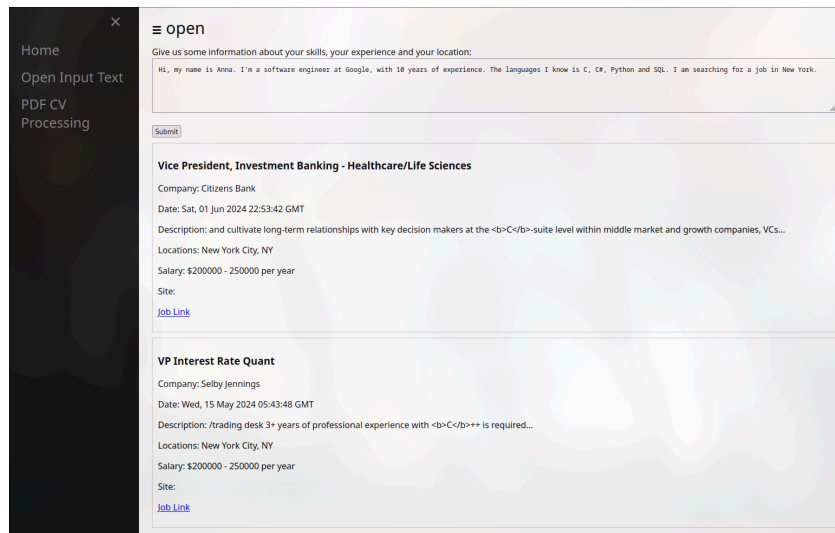 ×
Home
Open Input Text
PDF CV
Processing
☰ open
Give us some information about your skills, your experience and your location:
Hi, my name is Anna. I'm a software engineer at Google, with 10 years of experience. The languages I know is C, C#, Python and SQL. I am searching for a job in New York.
Submit
Vice President, Investment Banking - Healthcare/Life Sciences
Company: Citizens Bank
Date: Sat, 01 Jun 2024 22:53:42 GMT
Description: and cultivate long-term relationships with key decision makers at the <b>C</b>-suite level within middle market and growth companies, VCs...
Locations: New York City, NY
Salary: $200000 - 250000 per year
Site:
Job Link
VP Interest Rate Quant
Company: Selby Jennings
Date: Wed, 15 May 2024 05:43:48 GMT
Description: /trading desk 3+ years of professional experience with <b>C</b>++ is required...
Locations: New York City, NY
Salary: $200000 - 250000 per year
Site:
Job Link